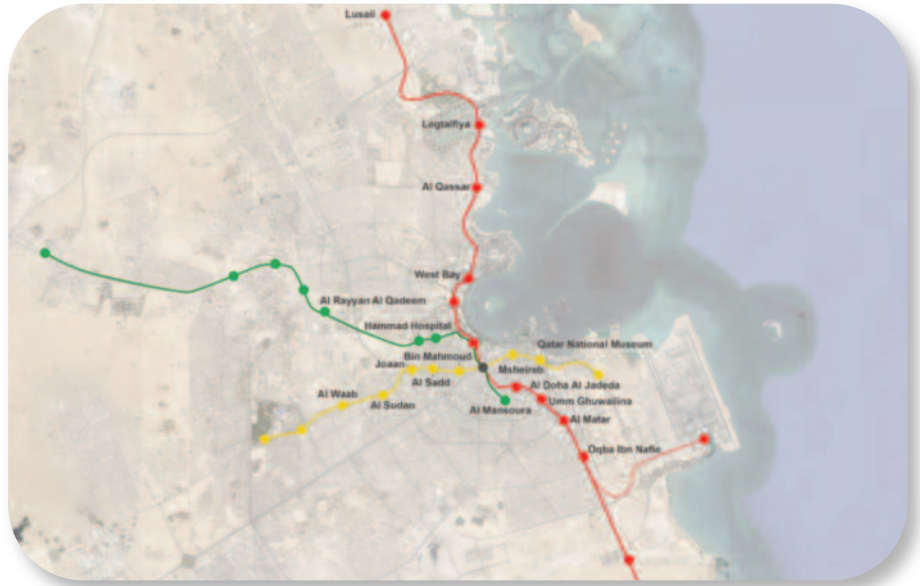 Lusail
Legtaifiya
Al Qassar
West Bay
Al Rayyan Al Qadeem
Hammad Hospital
Qatar National Museum
Bin Mahmoud
Joaan
Msheireb
Al Sadd
Al Doha Al Jadeda
Al Waab
Al Sudan
Umm Ghuwailina
Al Mansoura
Al Matar
Oqba Ibn Nafie